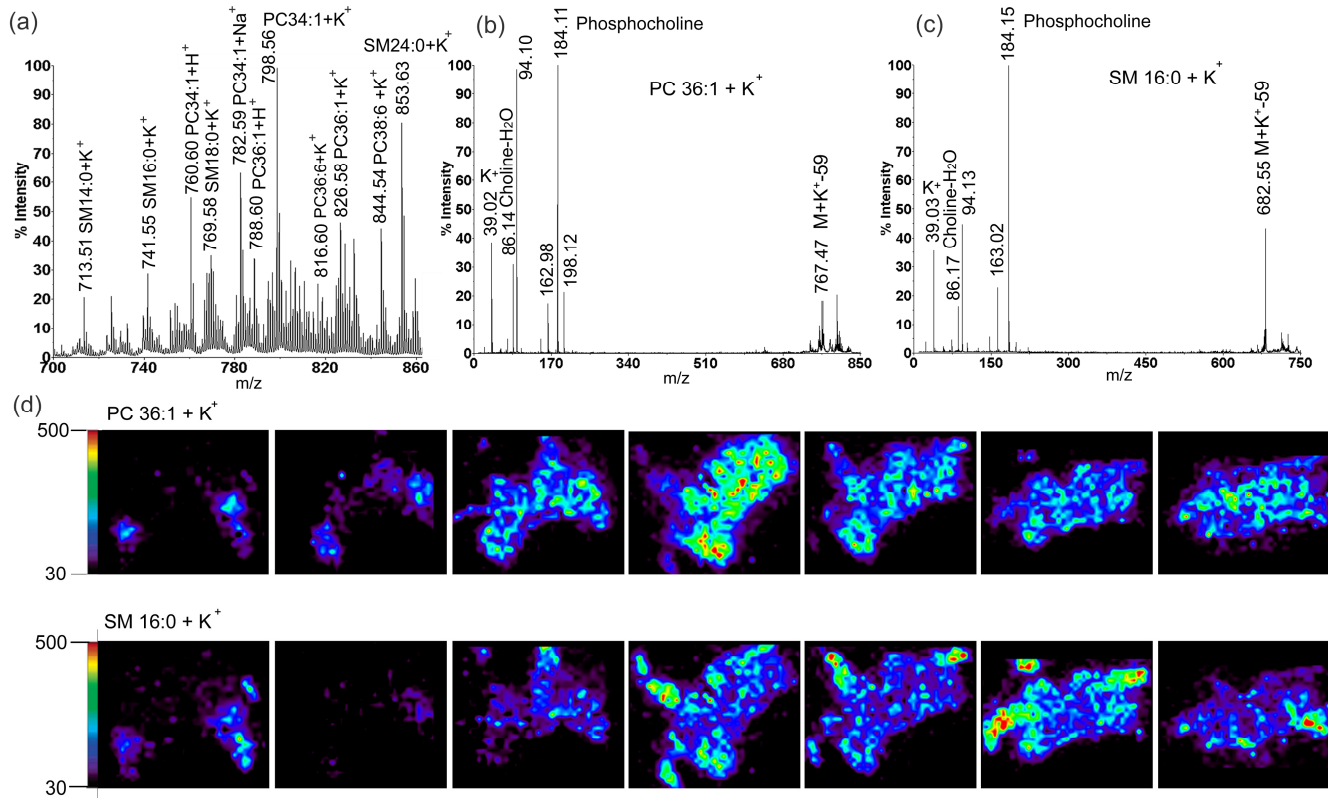 (a)
% Intensity
100
90
80
70
60
50
40
30
20
10
0
700
740
780
820
860
m/z
713.51 SM14:0+K+
741.55 SM16:0+K+
760.60 PC34:1+H+
769.58 SM18:0+K+
782.59 PC34:1+Na+
788.60 PC36:1+H+
798.56 PC34:1+K+
816.60 PC36:6+K+
826.58 PC36:1+K+
844.54 PC38:6 +K+
SM24:0+K+
853.63
(b)
% Intensity
100
90
80
70
60
50
40
30
20
10
0
0
170
340
510
680
850
m/z
K+
39.02
86.14 Choline-H2O
94.10
162.98
184.11
Phosphocholine
198.12
PC 36:1 + K+
767.47 M+K+-59
(c)
% Intensity
100
90
80
70
60
50
40
30
20
10
0
0
150
300
450
600
750
m/z
39.03 K+
86.17 Choline-H2O
94.13
163.02
184.15
Phosphocholine
SM 16:0 + K+
682.55 M+K+-59
(d)
PC 36:1 + K+
500
30
SM 16:0 + K+
500
30